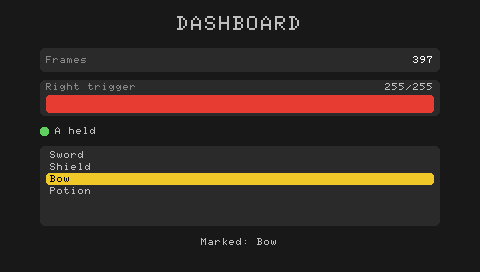 DASHBOARD
Frames 397
Right trigger 255/255
A held
Sword
Shield
Bow
Potion
Marked: Bow